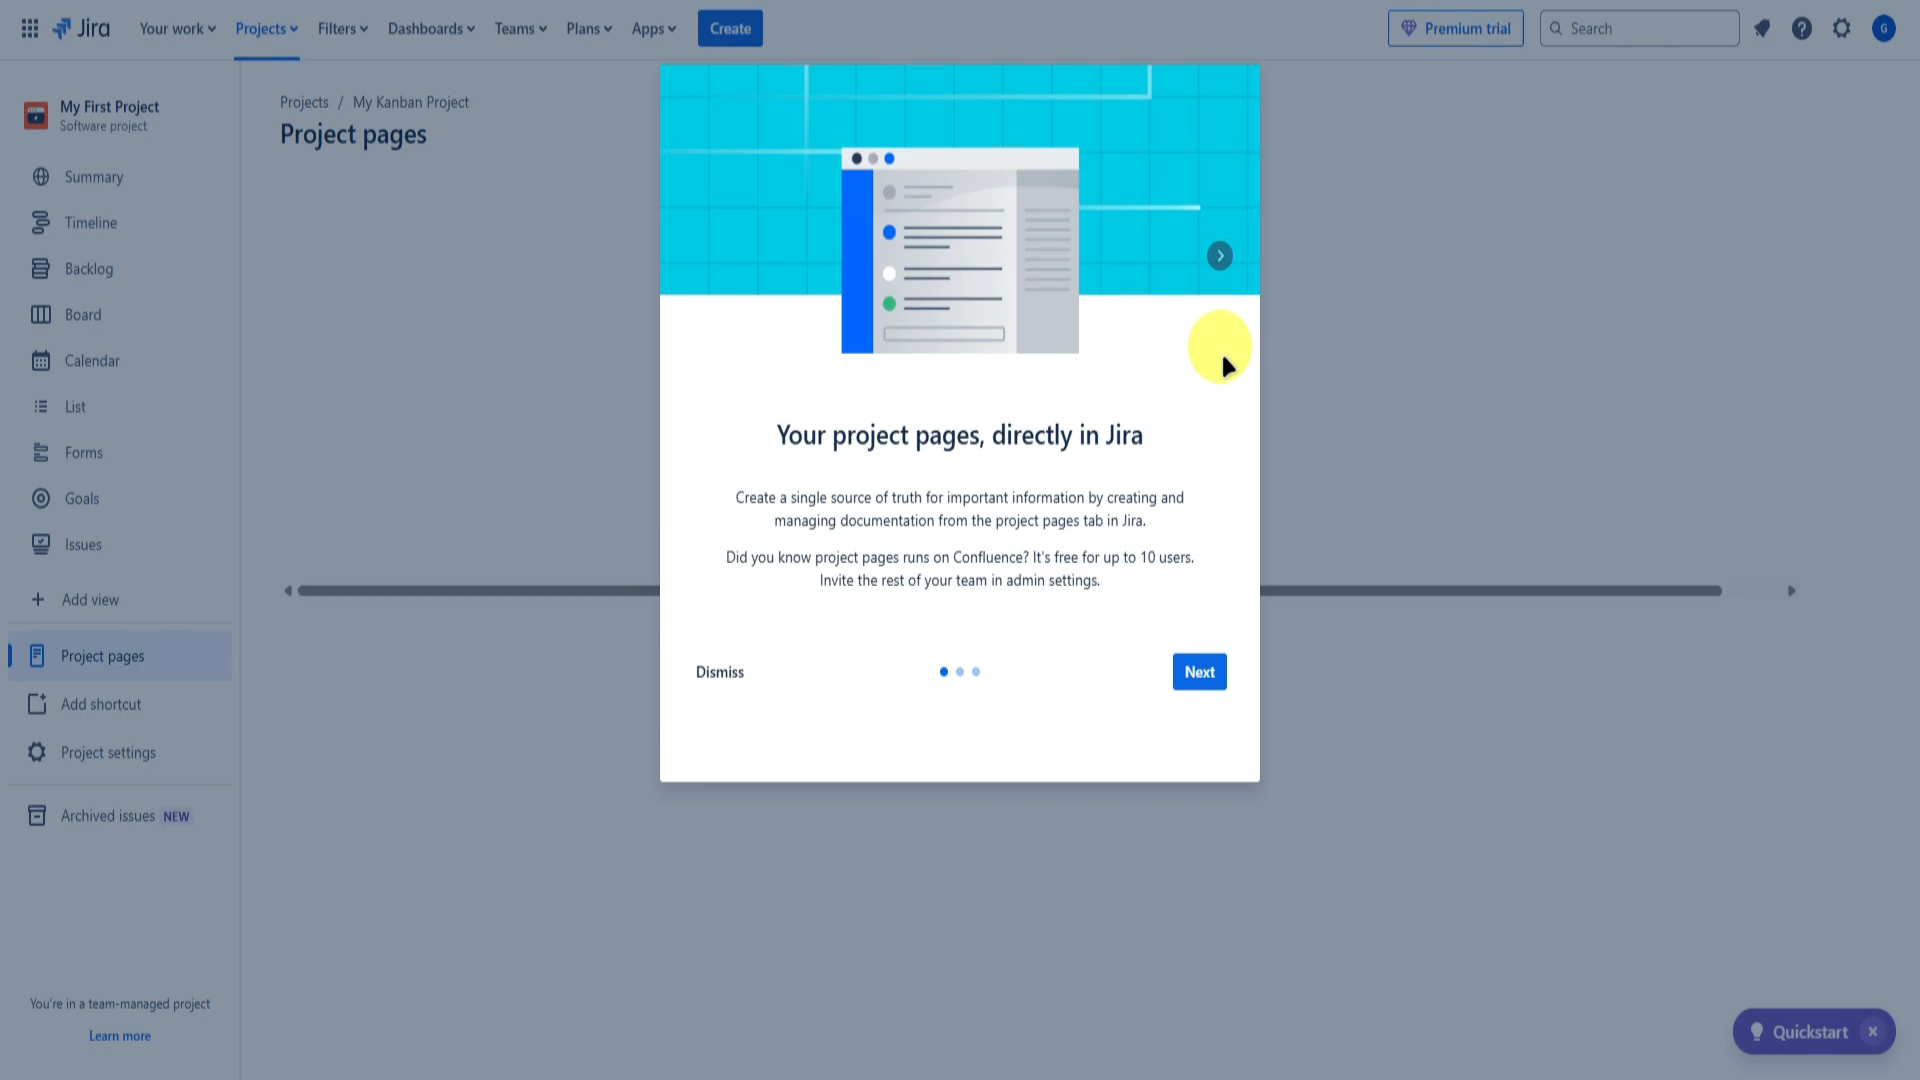 Jira
Your work
Projects
Filters
Dashboards
Teams
Plans
Apps
Create
Premium trial
Search
G
My First Project
Software project
Summary
Timeline
Backlog
Board
Calendar
List
Forms
Goals
Issues
Add view
Project pages
Add shortcut
Project settings
Archived issues NEW
You're in a team-managed project
Learn more
Projects / My Kanban Project
Project pages
Your project pages, directly in Jira
Create a single source of truth for important information by creating and
managing documentation from the project pages tab in Jira.
Did you know project pages runs on Confluence? It's free for up to 10 users.
Invite the rest of your team in admin settings.
Dismiss
Next
Quickstart